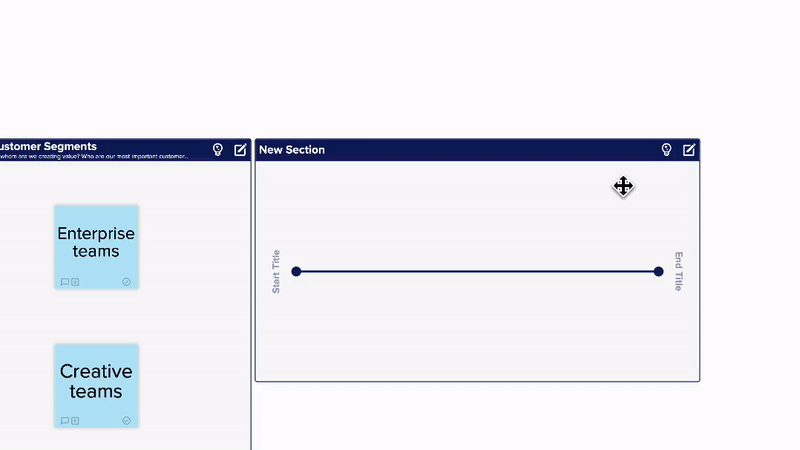 ustomer Segments
whom are we creating value? Who are our most important customer..
New Section
Enterprise
teams
Start Title
End Title
Creative
teams